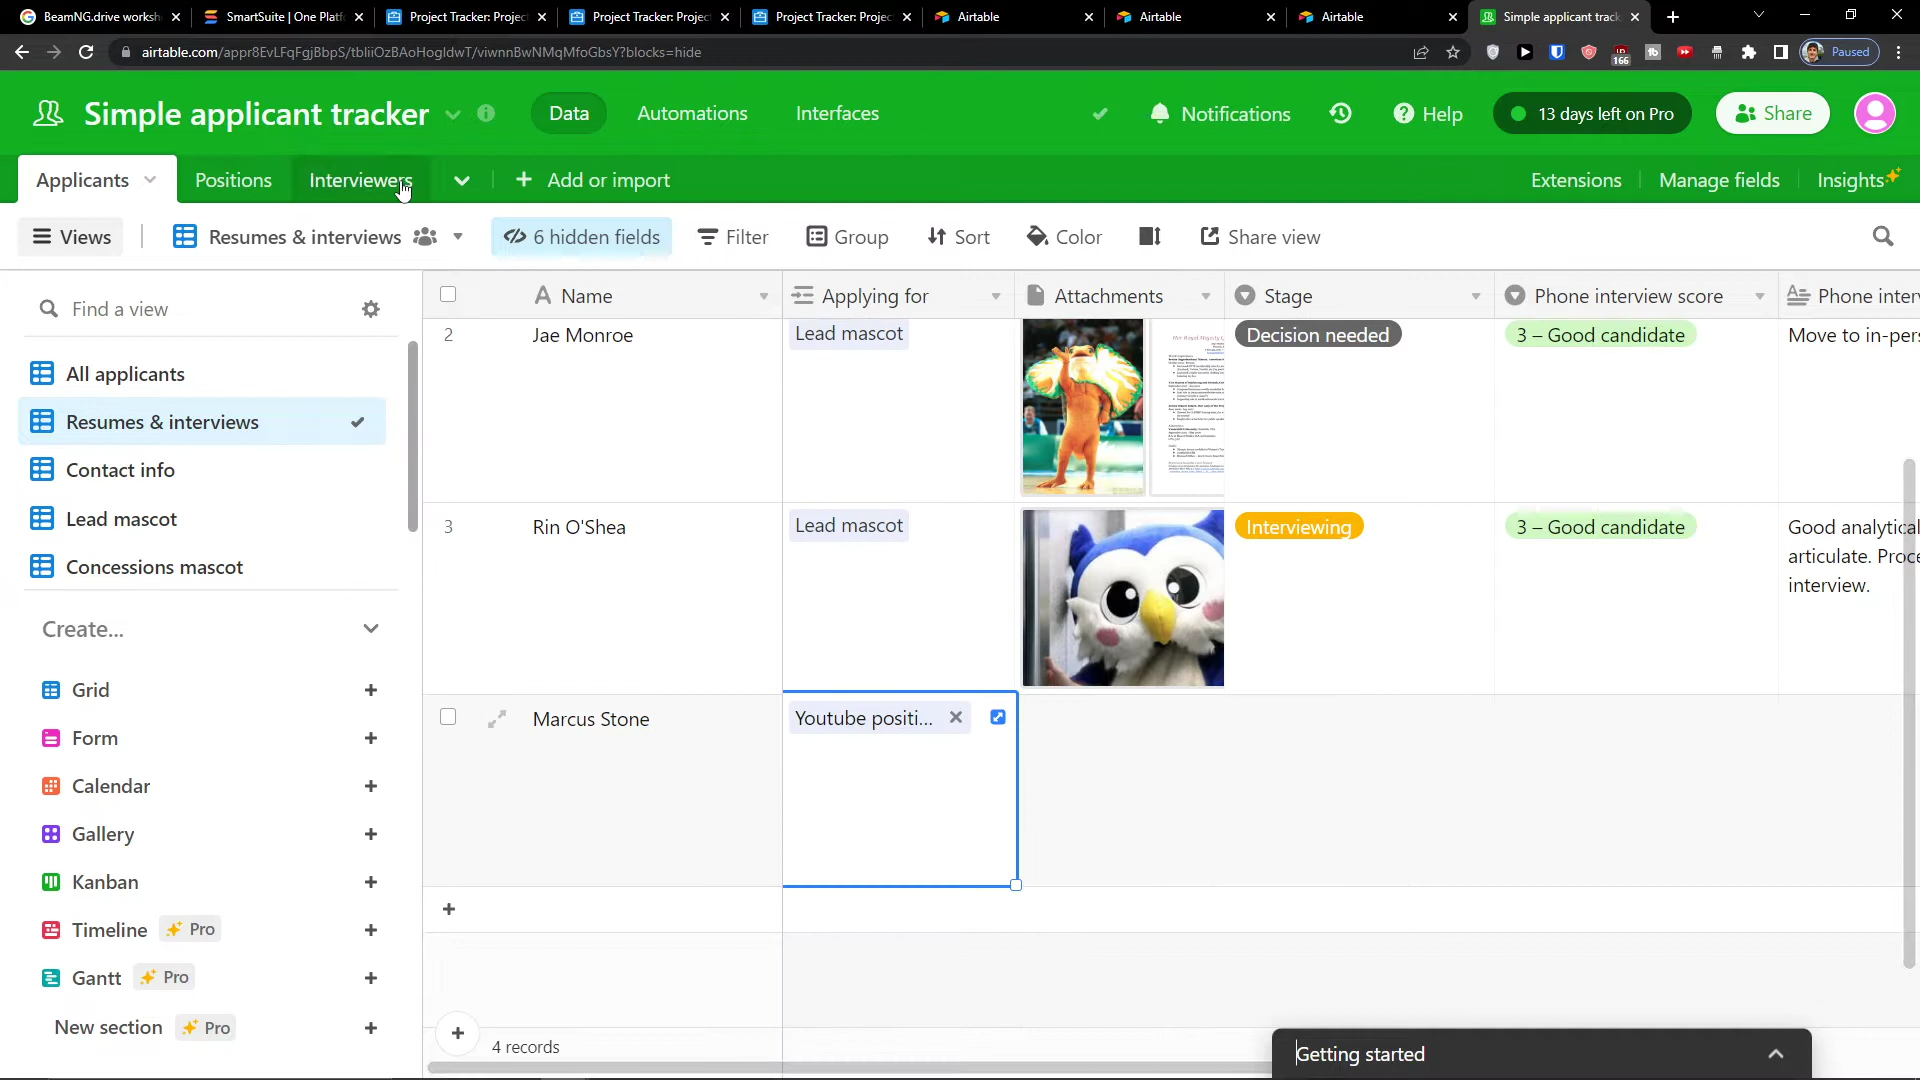 BeamNG.drive worksh
SmartSuite | One Platf
Project Tracker: Projec
Project Tracker: Projec
Project Tracker: Projec
Airtable
Airtable
Airtable
Simple applicant track
airtable.com/appr8EvLFqFgjBbpS/tbliiOzBAoHogIdwT/viwnnBwNMqMfoGbsY?blocks=hide
166
Paused
Simple applicant tracker
Data
Automations
Interfaces
Notifications
Help
13 days left on Pro
Share
Applicants
Positions
Interviewers
Add or import
Extensions
Manage fields
Insights
Views
Resumes & interviews
6 hidden fields
Filter
Group
Sort
Color
Share view
Find a view
All applicants
Resumes & interviews
Contact info
Lead mascot
Concessions mascot
Create...
Grid
Form
Calendar
Gallery
Kanban
Timeline Pro
Gantt Pro
New section Pro
Name
Applying for
Attachments
Stage
Phone interview score
Phone interv
2
Jae Monroe
Lead mascot
Decision needed
3 – Good candidate
Move to in-pers
3
Rin O'Shea
Lead mascot
Interviewing
3 – Good candidate
Good analytical
articulate. Proce
interview.
Marcus Stone
Youtube positi...
4 records
Getting started